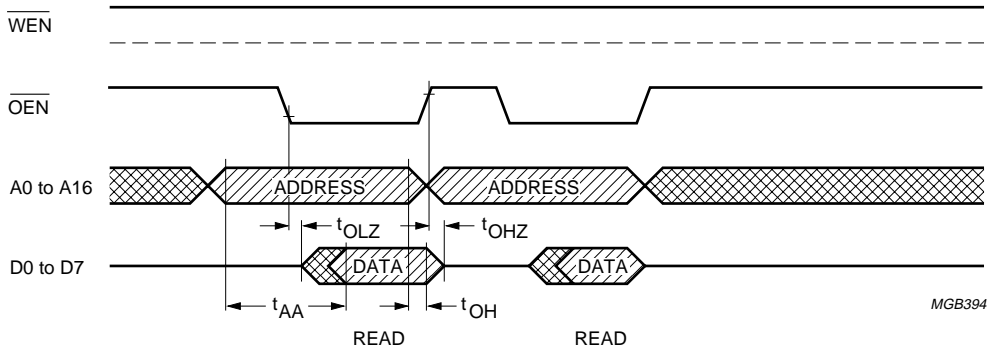 WEN
OEN
A0 to A16 ADDRESS ADDRESS
tOLZ tOHZ
D0 to D7 DATA DATA
tAA tOH
MGB394
READ READ